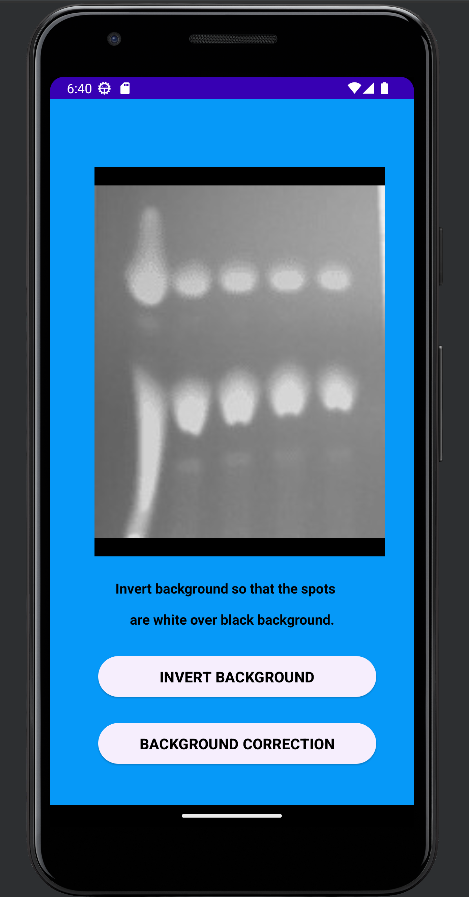 6:40
Invert background so that the spots
are white over black background.
INVERT BACKGROUND
BACKGROUND CORRECTION